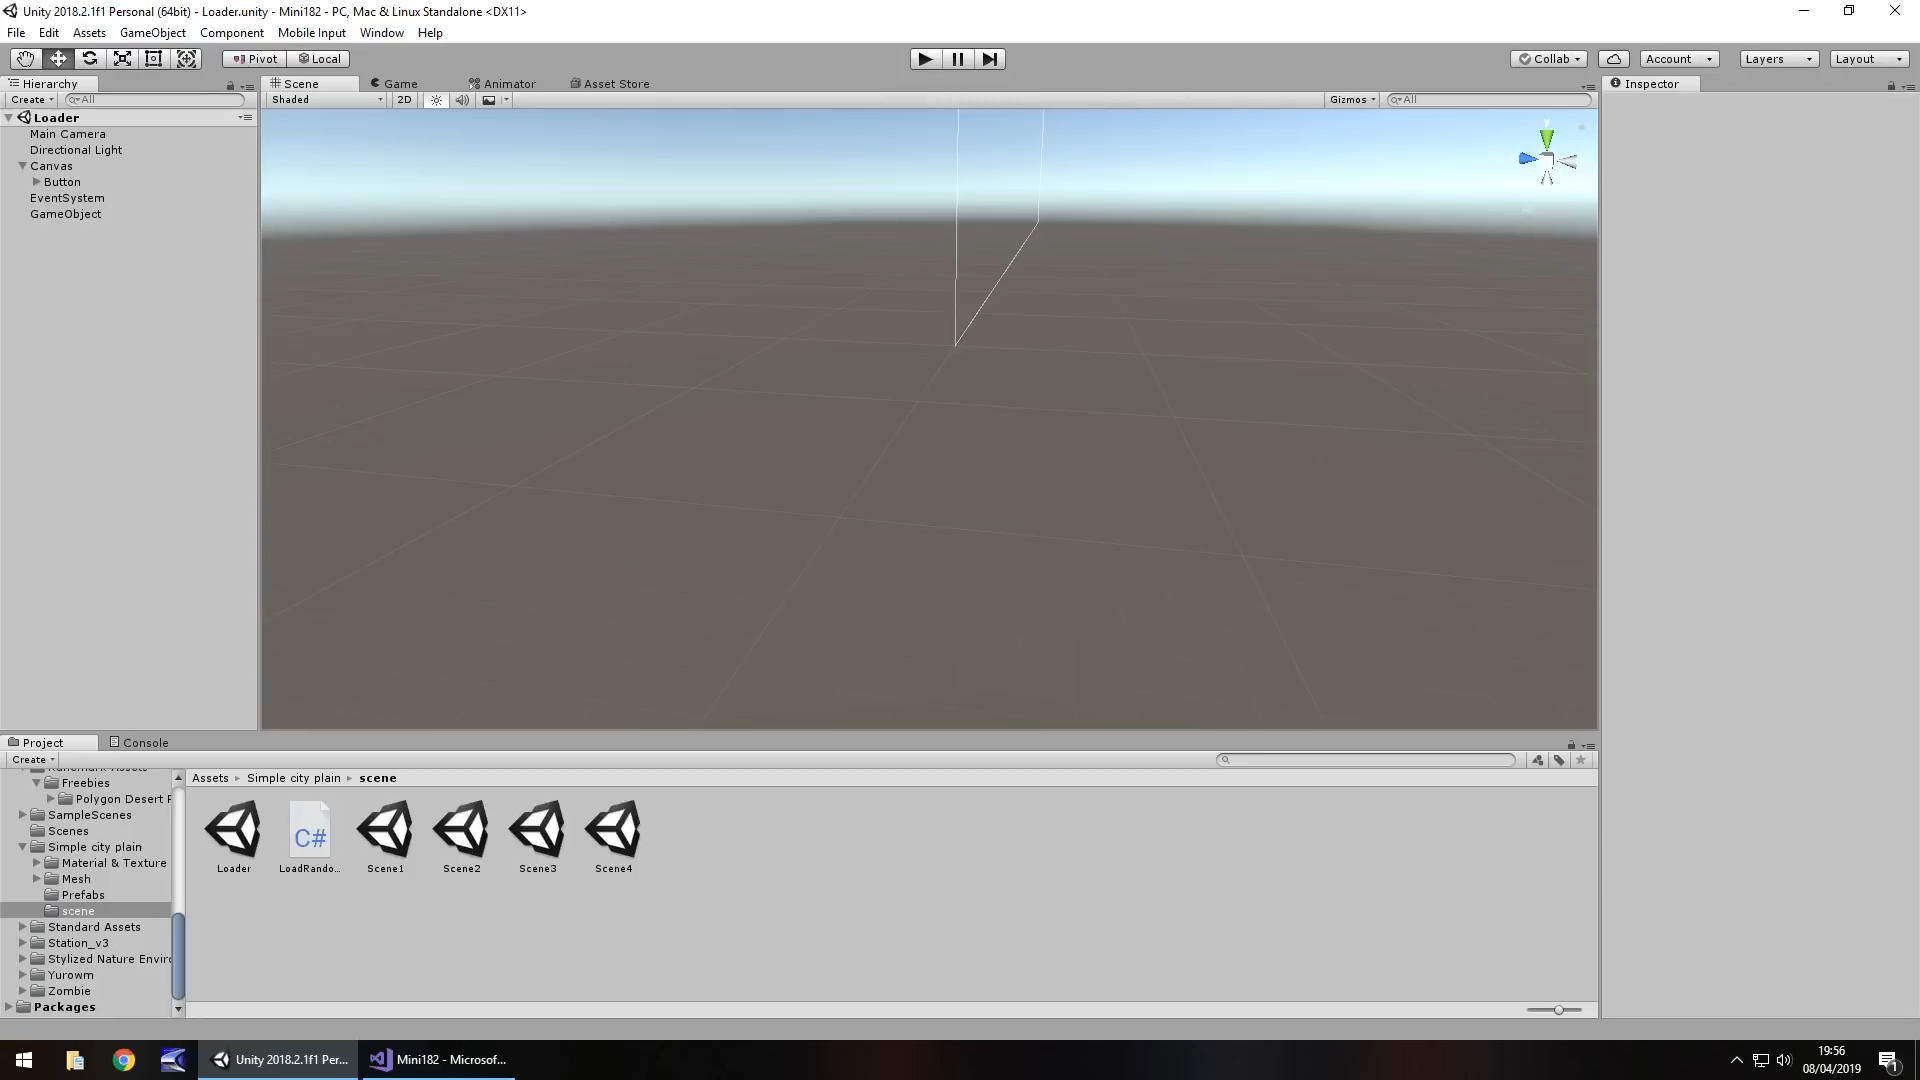 Unity 2018.2.1f1 Personal (64bit) - Loader.unity - Mini182 - PC, Mac & Linux Standalone <DX11>
File Edit Assets GameObject Component Mobile Input Window Help
Pivot Local Collab Account Layers Layout
Hierarchy Scene Game Animator Asset Store Inspector
Create All Shaded 2D Gizmos All
Loader
Main Camera
Directional Light
Canvas
Button
EventSystem
GameObject
y
Project Console
Create
Assets Simple city plain scene
Freebies
Polygon Desert
SampleScenes
Scenes
Simple city plain
Material & Texture
Mesh
Prefabs
scene
Standard Assets
Station_v3
Stylized Nature Enviro
Yurowm
Zombie
Packages
C#
Loader LoadRando... Scene1 Scene2 Scene3 Scene4
Unity 2018.2.1f1 Per... Mini182 - Microsof...
19:56
08/04/2019
1